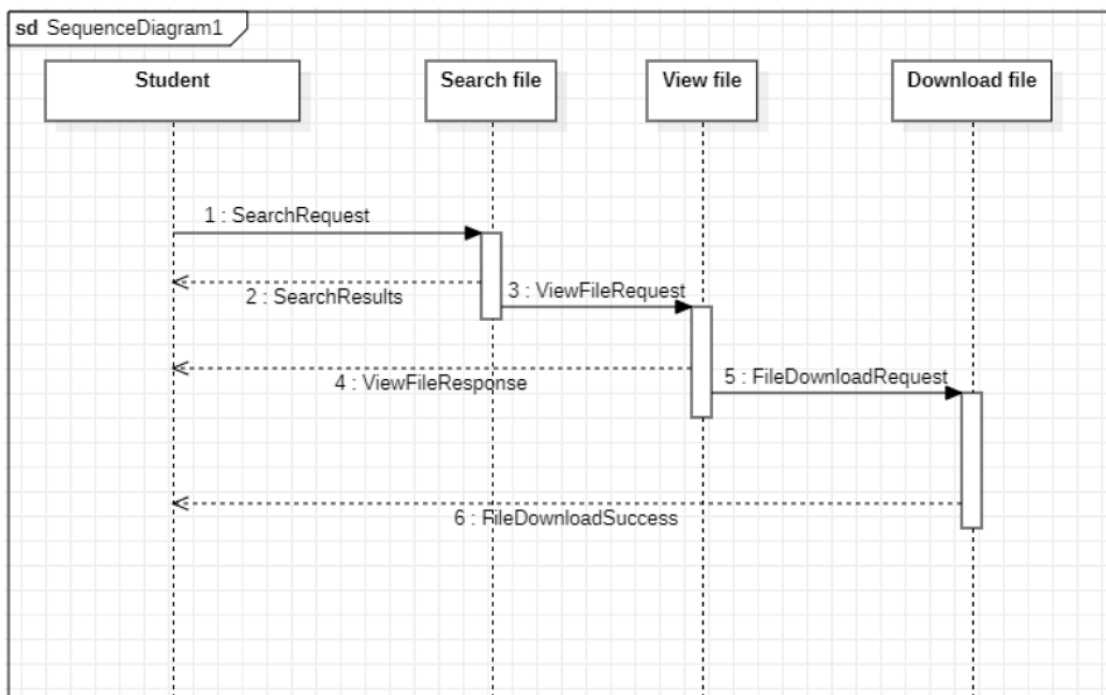 sd SequenceDiagram1
Student
Search file
View file
Download file
1 : SearchRequest
2 : SearchResults
3 : ViewFileRequest
4 : ViewFileResponse
5 : FileDownloadRequest
6 : FileDownloadSuccess